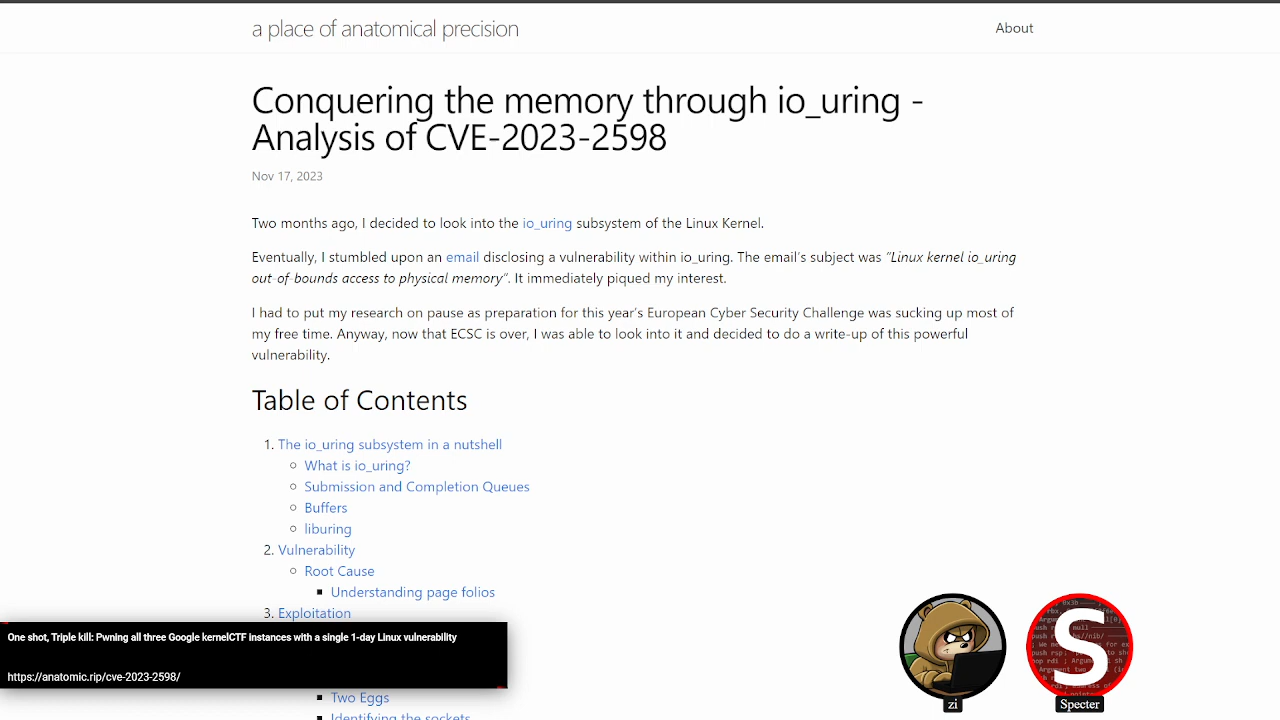 a place of anatomical precision
About
Conquering the memory through io_uring -
Analysis of CVE-2023-2598
Nov 17, 2023
Two months ago, I decided to look into the io_uring subsystem of the Linux Kernel.
Eventually, I stumbled upon an email disclosing a vulnerability within io_uring. The email's subject was "Linux kernel io_uring
out-of-bounds access to physical memory". It immediately piqued my interest.
I had to put my research on pause as preparation for this year's European Cyber Security Challenge was sucking up most of
my free time. Anyway, now that ECSC is over, I was able to look into it and decided to do a write-up of this powerful
vulnerability.
Table of Contents
1. The io_uring subsystem in a nutshell
What is io_uring?
Submission and Completion Queues
Buffers
liburing
2. Vulnerability
Root Cause
Understanding page folios
3. Exploitation
One shot, Triple kill: Pwning all three Google kernelCTF instances with a single 1-day Linux vulnerability
https://anatomic.rip/cve-2023-2598/
Two Eggs
Identifying the sockets
S
zi
Specter